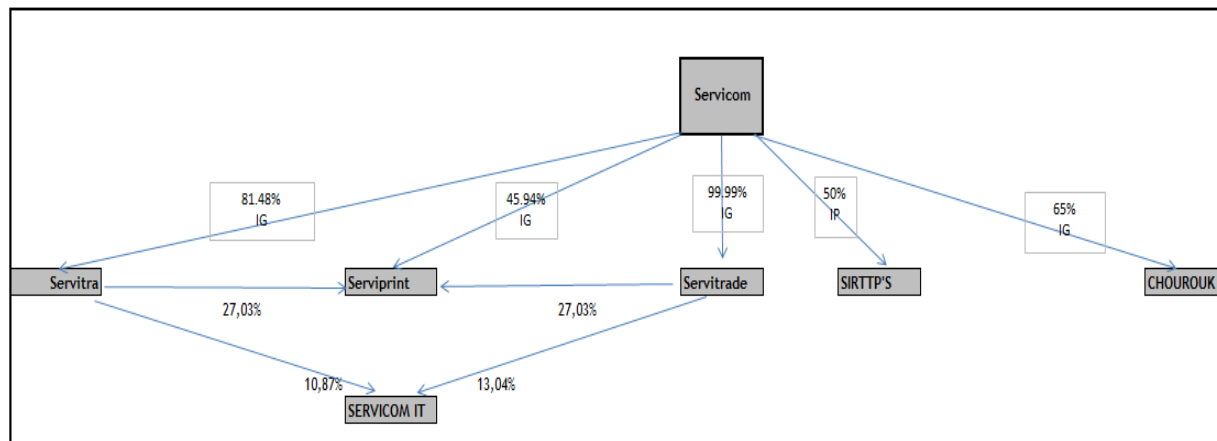 Servicom
81.48%
IG
45.94%
IG
99.99%
IG
50%
IP
65%
IG
Servitra
Serviprint
Servitrade
SIRTTP'S
CHOUROUK
27,03%
27,03%
10,87%
13,04%
SERVICOM IT